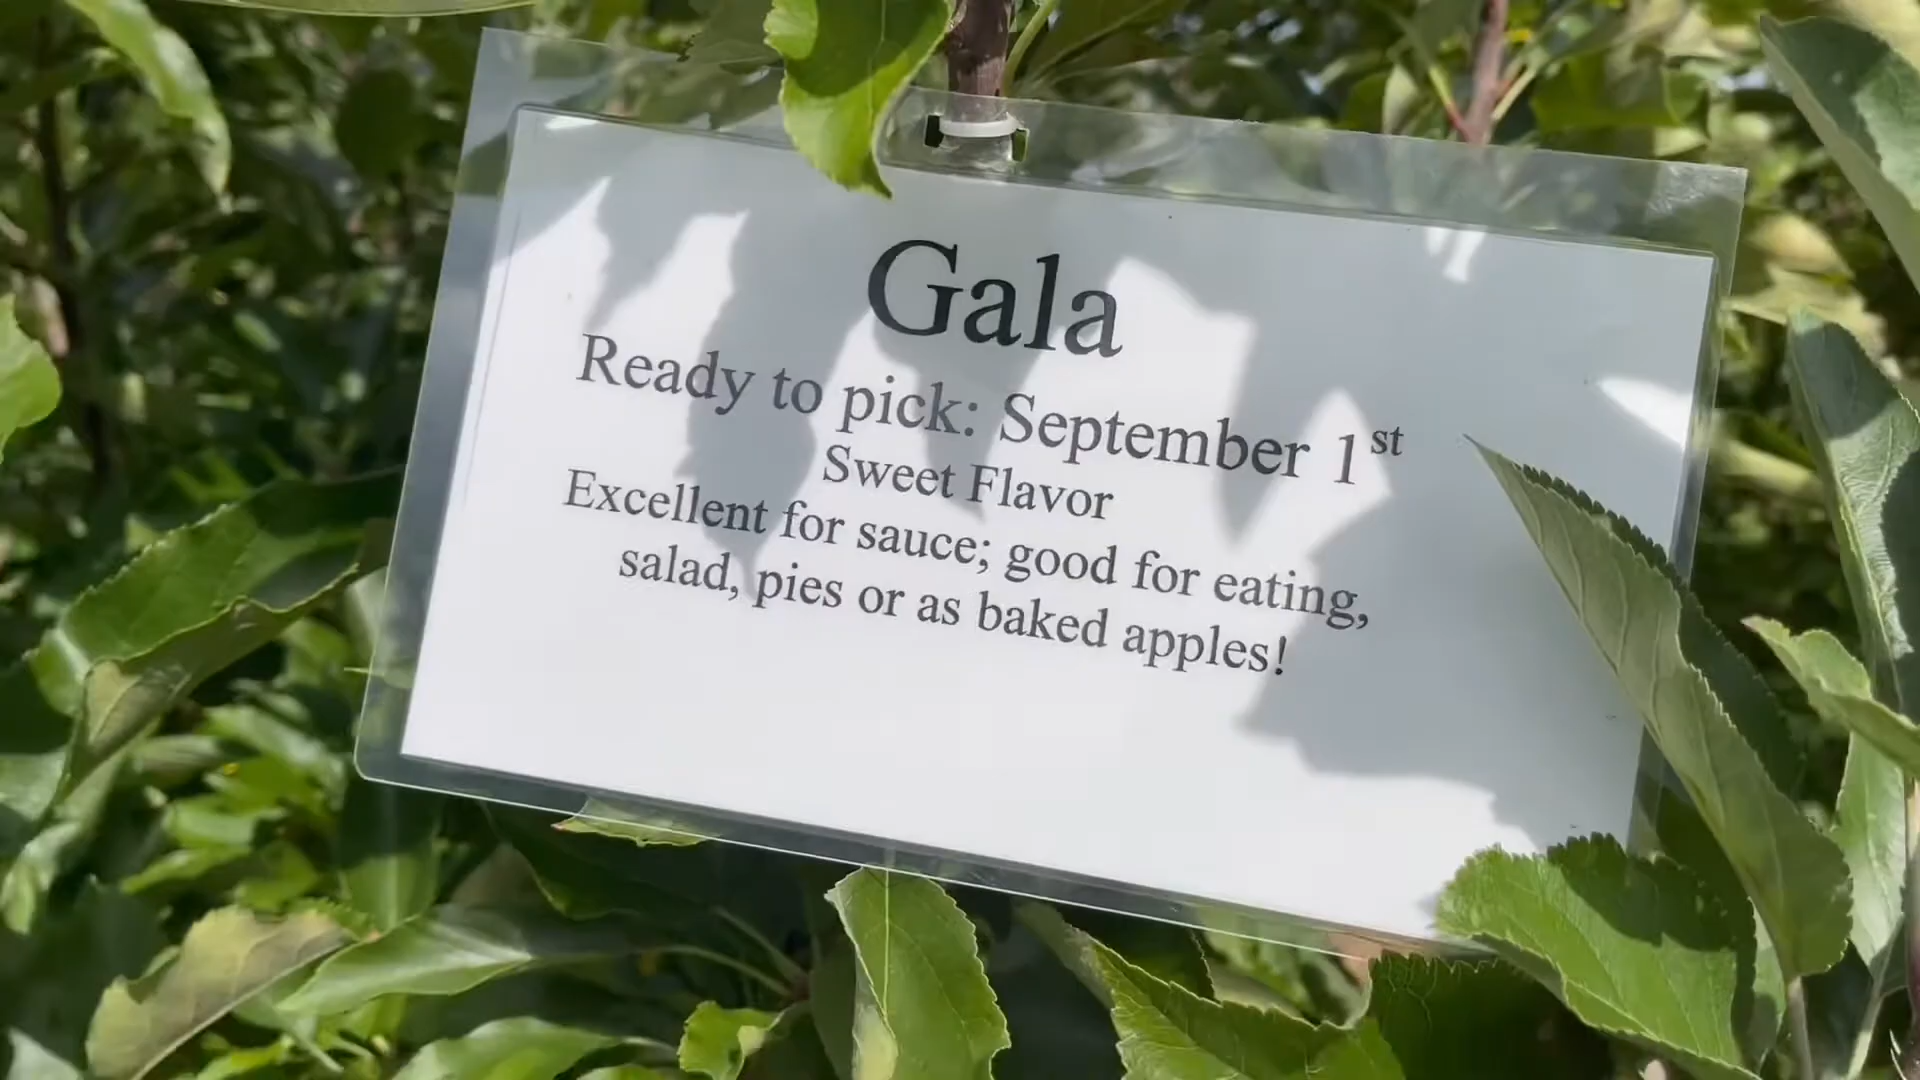 Gala
Ready to pick: September 1st
Sweet Flavor
Excellent for sauce; good for eating,
salad, pies or as baked apples!